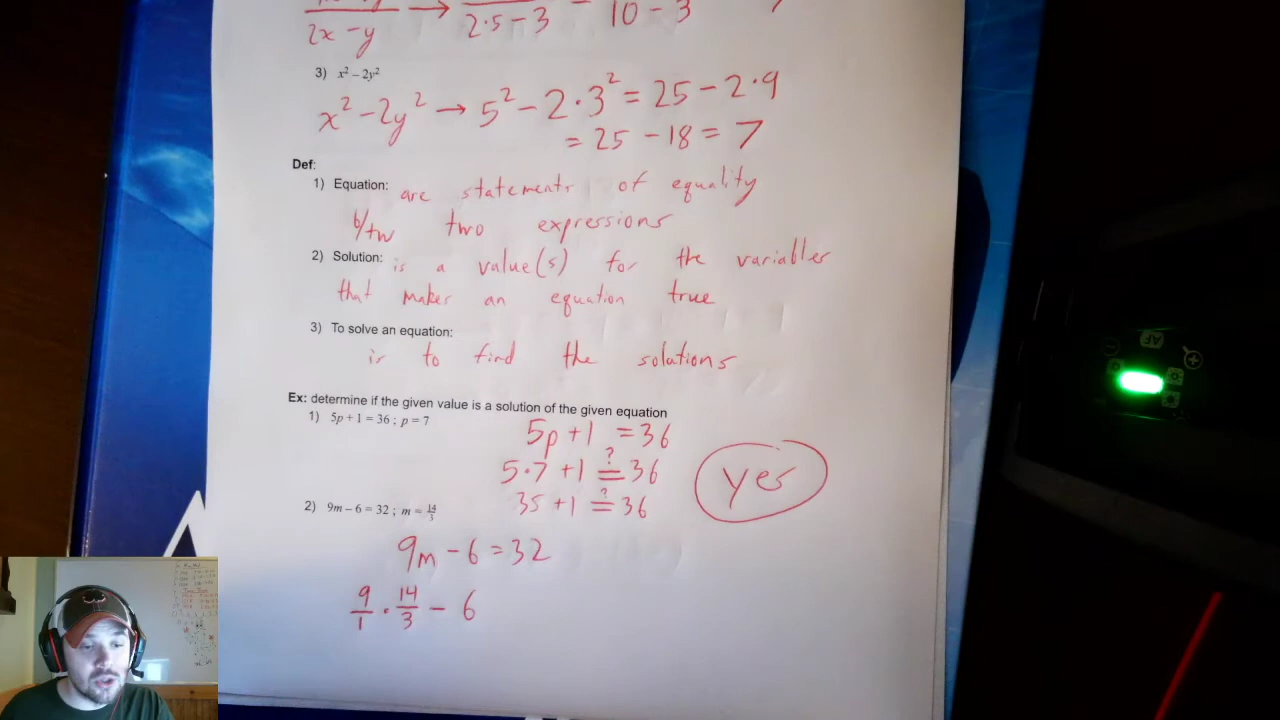 2x - y → 2·5 - 3 = 10 - 3
3) x² - 2y²
x² - 2y² → 5² - 2·3² = 25 - 2·9
= 25 - 18 = 7
Def:
1) Equation: are statements of equality
b/tw two expressions
2) Solution: is a value(s) for the variables
that makes an equation true
3) To solve an equation:
is to find the solutions
Ex: determine if the given value is a solution of the given equation
1) 5p + 1 = 36 ; p = 7
5p + 1 = 36
5·7 + 1 ≟ 36
yes
35 + 1 ≟ 36
2) 9m - 6 = 32 ; m = 14/3
9m - 6 = 32
9/1 · 14/3 - 6
AF